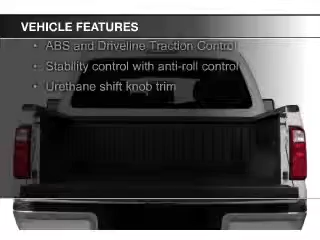 VEHICLE FEATURES
• ABS and Driveline Traction Control
• Stability control with anti-roll control
• Urethane shift knob trim